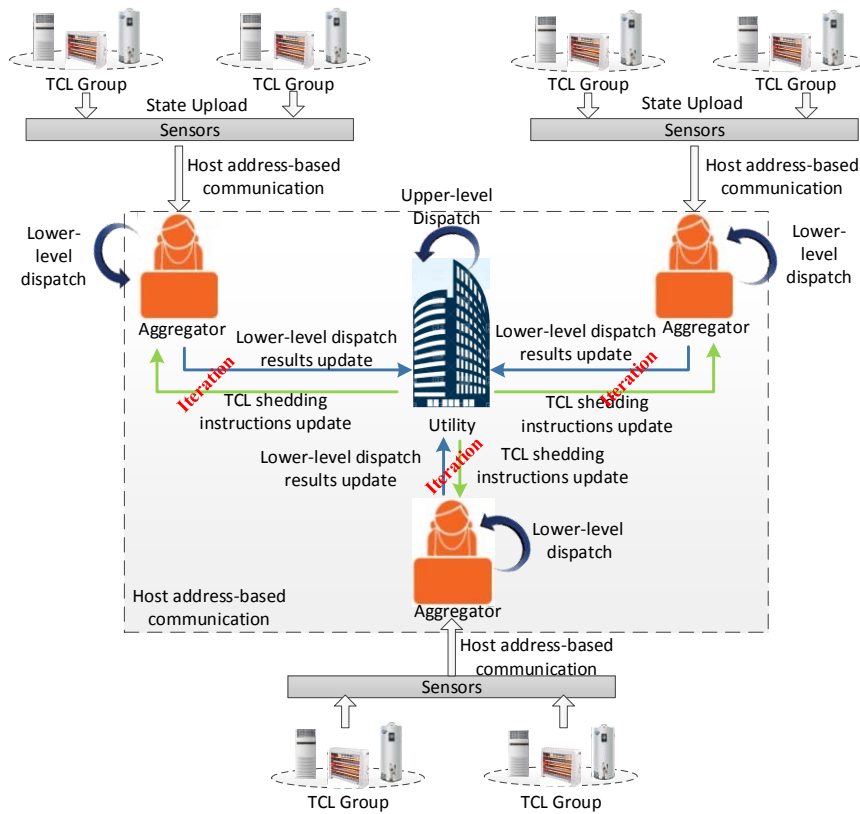 TCL Group
TCL Group
TCL Group
TCL Group
State Upload
State Upload
Sensors
Sensors
Host address-based
communication
Host address-based
communication
Upper-level
Dispatch
Lower-
level
dispatch
Lower-
level
dispatch
Aggregator
Aggregator
Lower-level dispatch
results update
Lower-level dispatch
results update
Iteration
Iteration
TCL shedding
instructions update
TCL shedding
instructions update
Utility
Lower-level dispatch
results update
Iteration
TCL shedding
instructions update
Lower-level
dispatch
Host address-based
communication
Aggregator
Host address-based
communication
Sensors
TCL Group
TCL Group